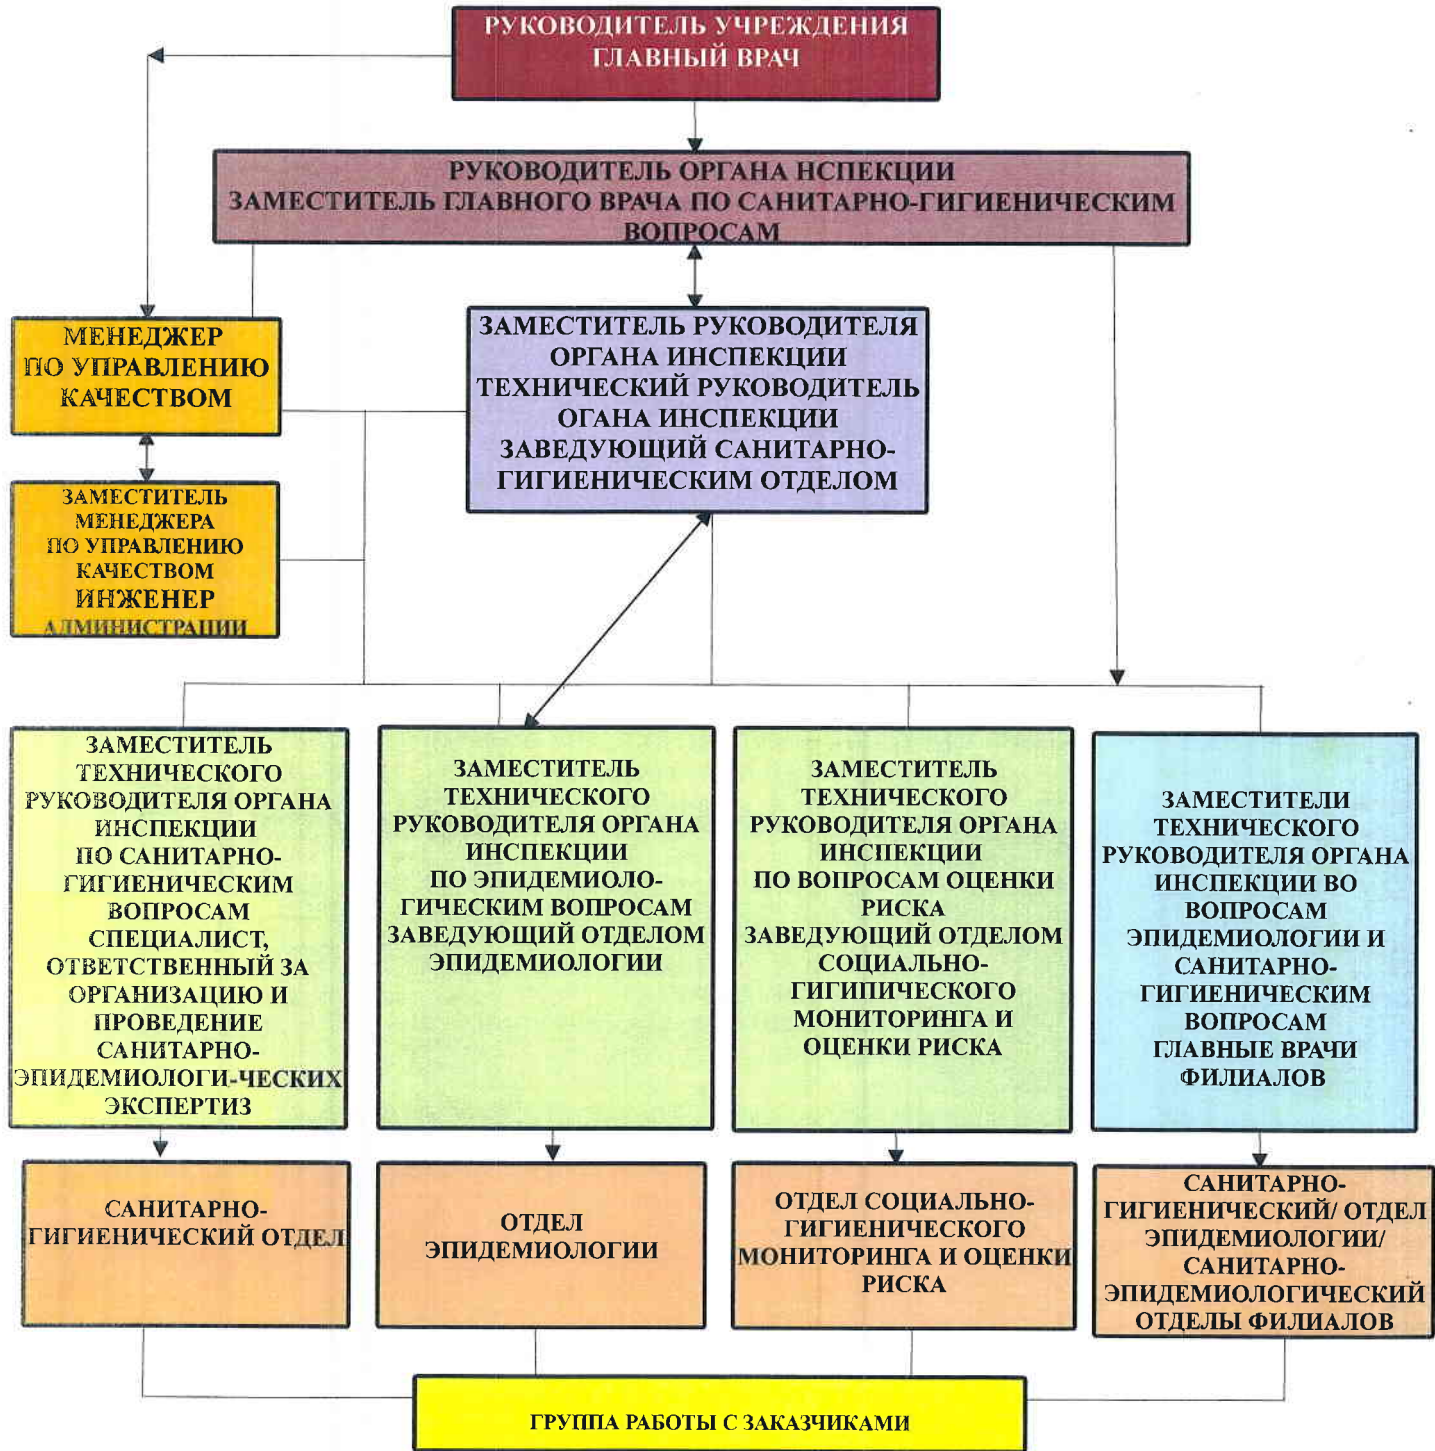 РУКОВОДИТЕЛЬ УЧРЕЖДЕНИЯ
ГЛАВНЫЙ ВРАЧ
РУКОВОДИТЕЛЬ ОРГАНА НСПЕКЦИИ
ЗАМЕСТИТЕЛЬ ГЛАВНОГО ВРАЧА ПО САНИТАРНО-ГИГИЕНИЧЕСКИМ
ВОПРОСАМ
МЕНЕДЖЕР
ПО УПРАВЛЕНИЮ
КАЧЕСТВОМ
ЗАМЕСТИТЕЛЬ РУКОВОДИТЕЛЯ
ОРГАНА ИНСПЕКЦИИ
ТЕХНИЧЕСКИЙ РУКОВОДИТЕЛЬ
ОГАНА ИНСПЕКЦИИ
ЗАВЕДУЮЩИЙ САНИТАРНО-
ГИГИЕНИЧЕСКИМ ОТДЕЛОМ
ЗАМЕСТИТЕЛЬ
МЕНЕДЖЕРА
ПО УПРАВЛЕНИЮ
КАЧЕСТВОМ
ИНЖЕНЕР
АДМИНИСТРАЦИИ
ЗАМЕСТИТЕЛЬ
ТЕХНИЧЕСКОГО
РУКОВОДИТЕЛЯ ОРГАНА
ИНСПЕКЦИИ
ПО САНИТАРНО-
ГИГИЕНИЧЕСКИМ
ВОПРОСАМ
СПЕЦИАЛИСТ,
ОТВЕТСТВЕННЫЙ ЗА
ОРГАНИЗАЦИЮ И
ПРОВЕДЕНИЕ
САНИТАРНО-
ЭПИДЕМИОЛОГИ-ЧЕСКИХ
ЭКСПЕРТИЗ
ЗАМЕСТИТЕЛЬ
ТЕХНИЧЕСКОГО
РУКОВОДИТЕЛЯ ОРГАНА
ИНСПЕКЦИИ
ПО ЭПИДЕМИОЛО-
ГИЧЕСКИМ ВОПРОСАМ
ЗАВЕДУЮЩИЙ ОТДЕЛОМ
ЭПИДЕМИОЛОГИИ
ЗАМЕСТИТЕЛЬ
ТЕХНИЧЕСКОГО
РУКОВОДИТЕЛЯ ОРГАНА
ИНСПЕКЦИИ
ПО ВОПРОСАМ ОЦЕНКИ
РИСКА
ЗАВЕДУЮЩИЙ ОТДЕЛОМ
СОЦИАЛЬНО-
ГИГИПИЧЕСКОГО
МОНИТОРИНГА И
ОЦЕНКИ РИСКА
ЗАМЕСТИТЕЛИ
ТЕХНИЧЕСКОГО
РУКОВОДИТЕЛЯ ОРГАНА
ИНСПЕКЦИИ ВО
ВОПРОСАМ
ЭПИДЕМИОЛОГИИ И
САНИТАРНО-
ГИГИЕНИЧЕСКИМ
ВОПРОСАМ
ГЛАВНЫЕ ВРАЧИ
ФИЛИАЛОВ
САНИТАРНО-
ГИГИЕНИЧЕСКИЙ ОТДЕЛ
ОТДЕЛ
ЭПИДЕМИОЛОГИИ
ОТДЕЛ СОЦИАЛЬНО-
ГИГИЕНИЧЕСКОГО
МОНИТОРИНГА И ОЦЕНКИ
РИСКА
САНИТАРНО-
ГИГИЕНИЧЕСКИЙ/ ОТДЕЛ
ЭПИДЕМИОЛОГИИ/
САНИТАРНО-
ЭПИДЕМИОЛОГИЧЕСКИЙ
ОТДЕЛЫ ФИЛИАЛОВ
ГРУППА РАБОТЫ С ЗАКАЗЧИКАМИ